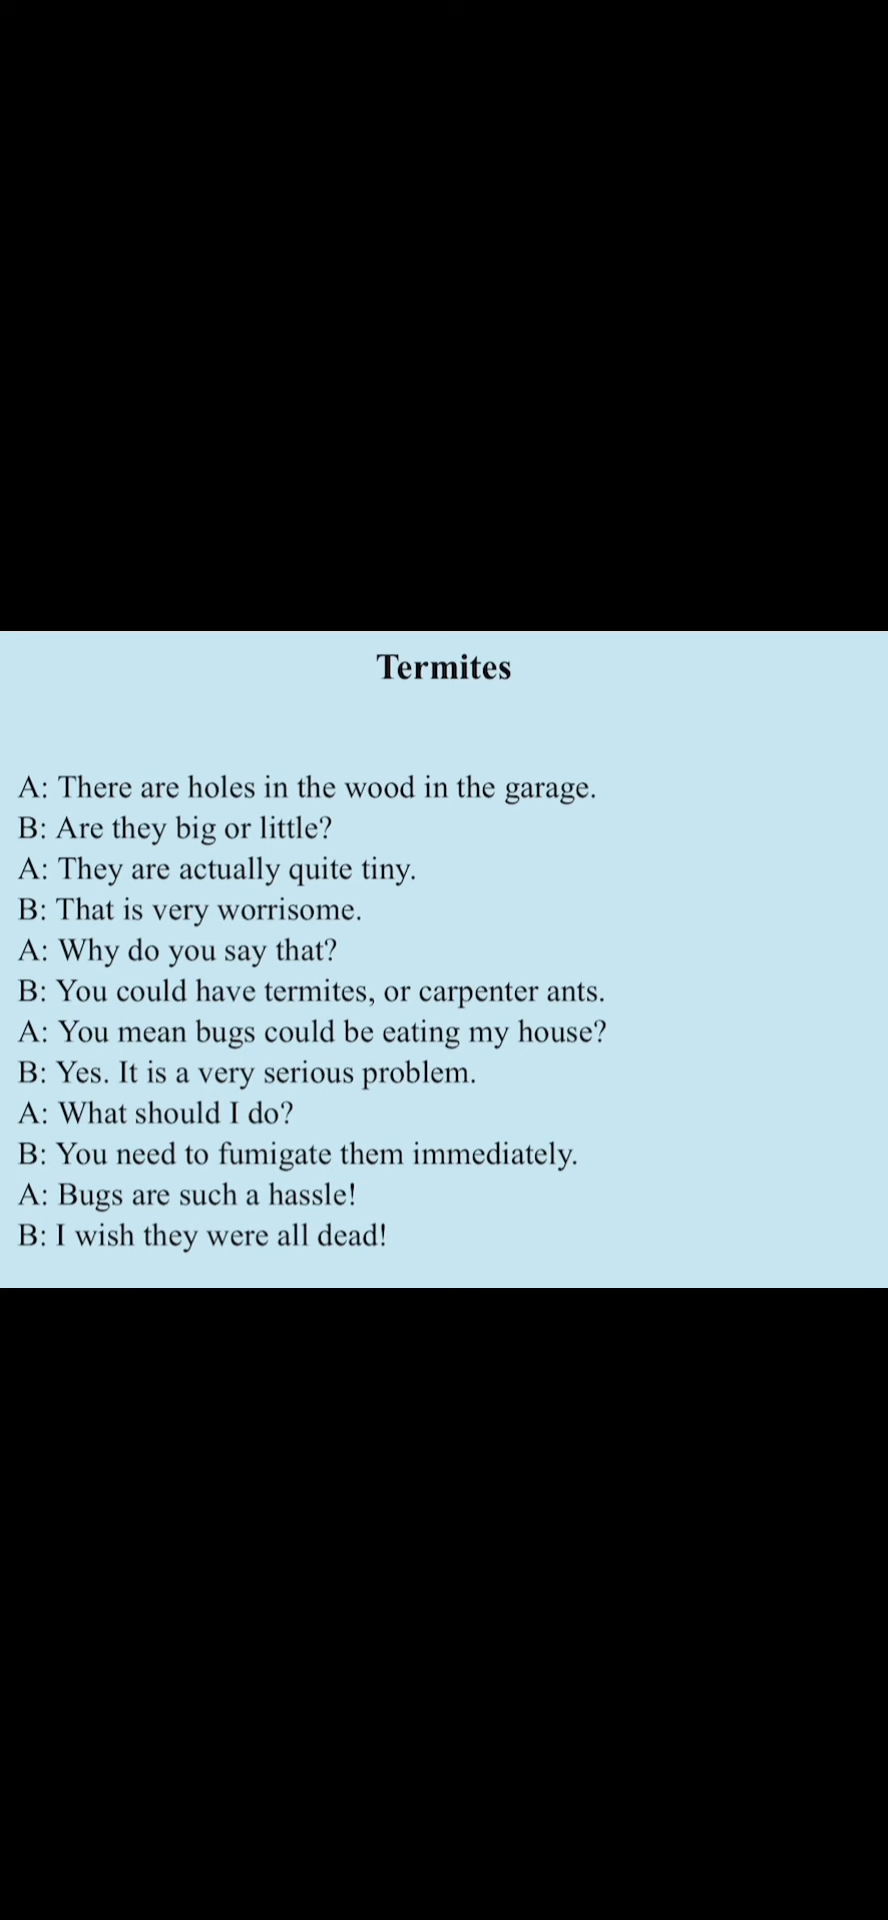 Termites
A: There are holes in the wood in the garage.
B: Are they big or little?
A: They are actually quite tiny.
B: That is very worrisome.
A: Why do you say that?
B: You could have termites, or carpenter ants.
A: You mean bugs could be eating my house?
B: Yes. It is a very serious problem.
A: What should I do?
B: You need to fumigate them immediately.
A: Bugs are such a hassle!
B: I wish they were all dead!